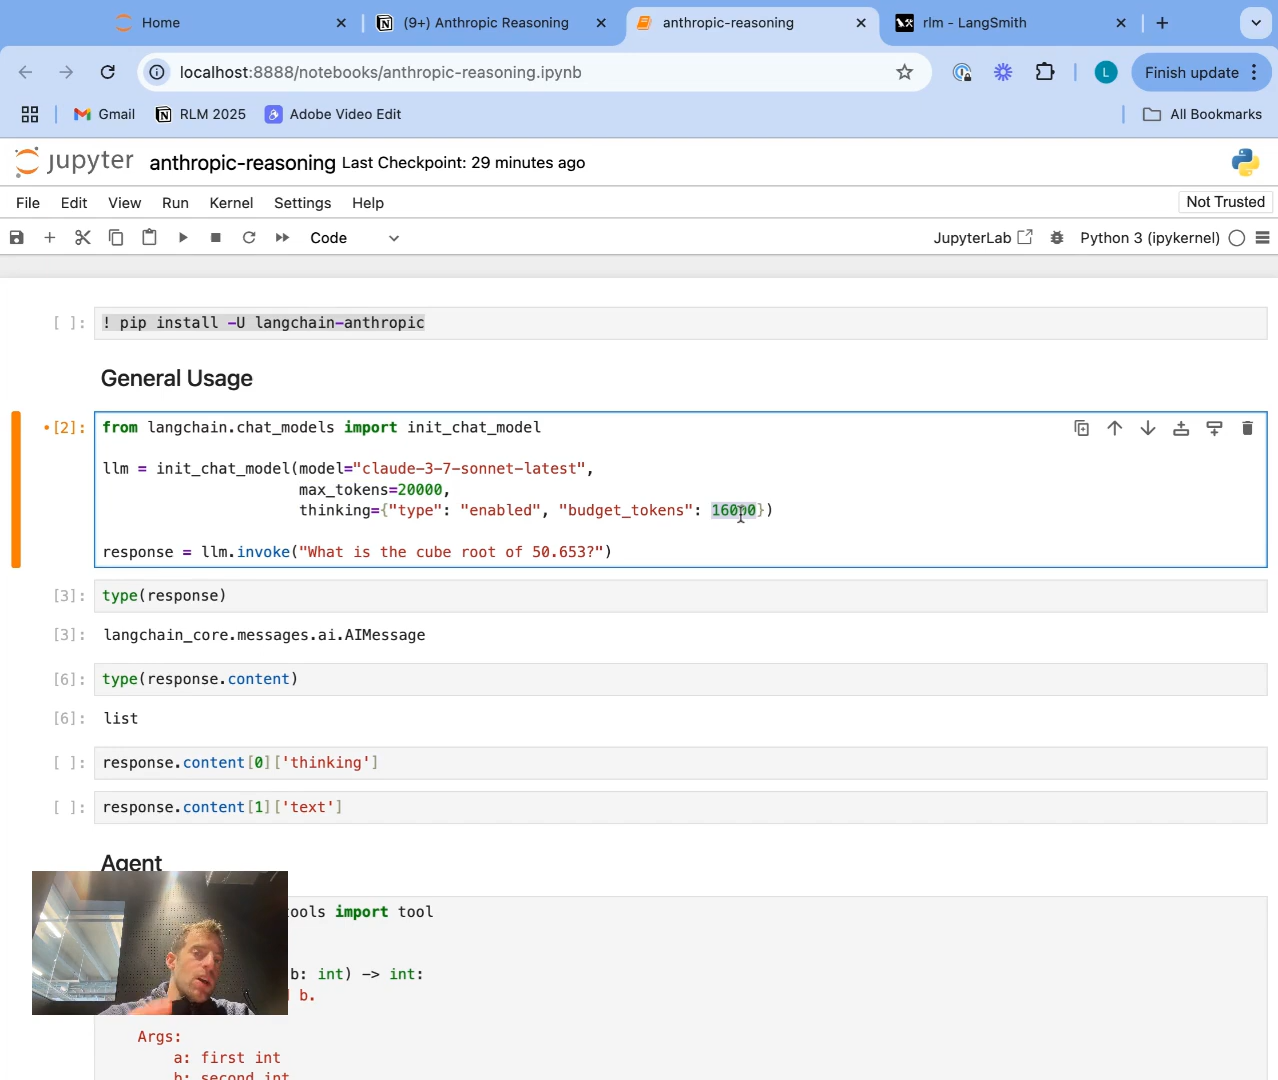 Home
(9+) Anthropic Reasoning
anthropic-reasoning
rlm - LangSmith
localhost:8888/notebooks/anthropic-reasoning.ipynb
L
Finish update
Gmail
RLM 2025
Adobe Video Edit
All Bookmarks
jupyter anthropic-reasoning Last Checkpoint: 29 minutes ago
File Edit View Run Kernel Settings Help
Not Trusted
Code
JupyterLab
Python 3 (ipykernel)
[ ]: ! pip install -U langchain-anthropic
General Usage
•[2]: from langchain.chat_models import init_chat_model
llm = init_chat_model(model="claude-3-7-sonnet-latest",
max_tokens=20000,
thinking={"type": "enabled", "budget_tokens": 16000})
response = llm.invoke("What is the cube root of 50.653?")
[3]: type(response)
[3]: langchain_core.messages.ai.AIMessage
[6]: type(response.content)
[6]: list
[ ]: response.content[0]['thinking']
[ ]: response.content[1]['text']
Agent
tools import tool
b: int) -> int:
b.
Args:
a: first int
b: second int